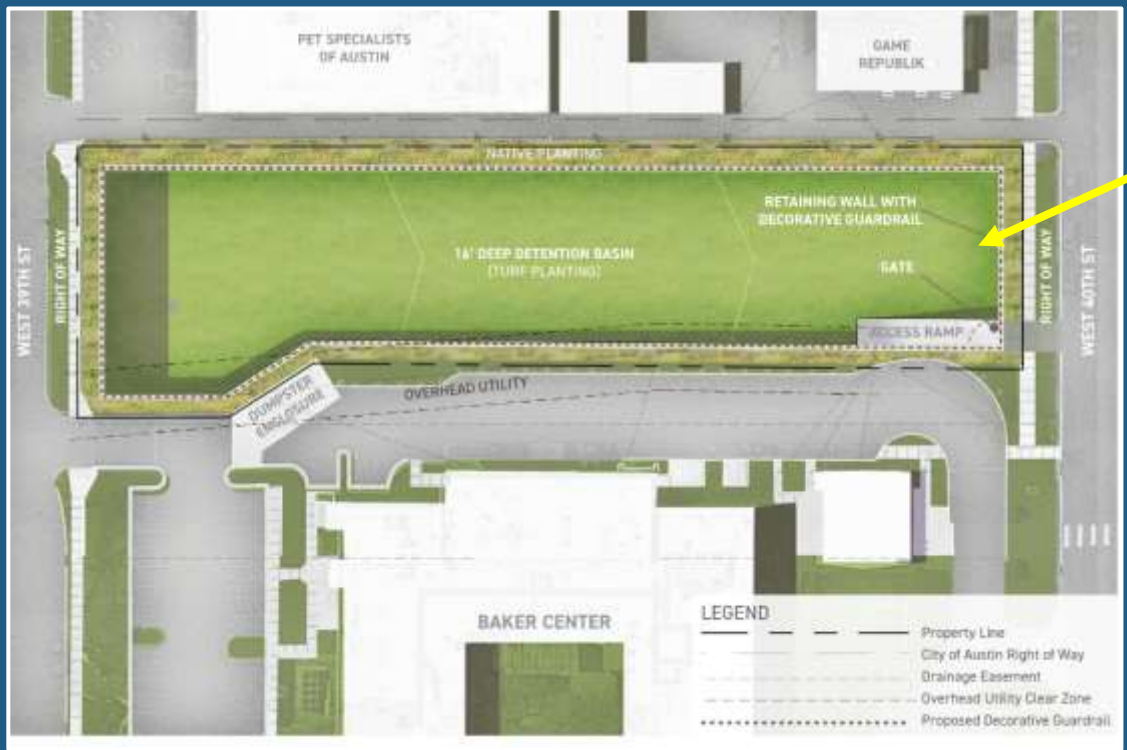 PET SPECIALISTS
OF AUSTIN
GAME
REPUBLIK
NATIVE PLANTING
RETAINING WALL WITH
DECORATIVE GUARDRAIL
16' DEEP DETENTION BASIN
(TURF PLANTING)
GATE
WEST 39TH ST
RIGHT OF WAY
RIGHT OF WAY
WEST 40TH ST
ACCESS RAMP
OVERHEAD UTILITY
DUMPSTER
ENCLOSURE
BAKER CENTER
LEGEND
Property Line
City of Austin Right of Way
Drainage Easement
Overhead Utility Clear Zone
Proposed Decorative Guardrail